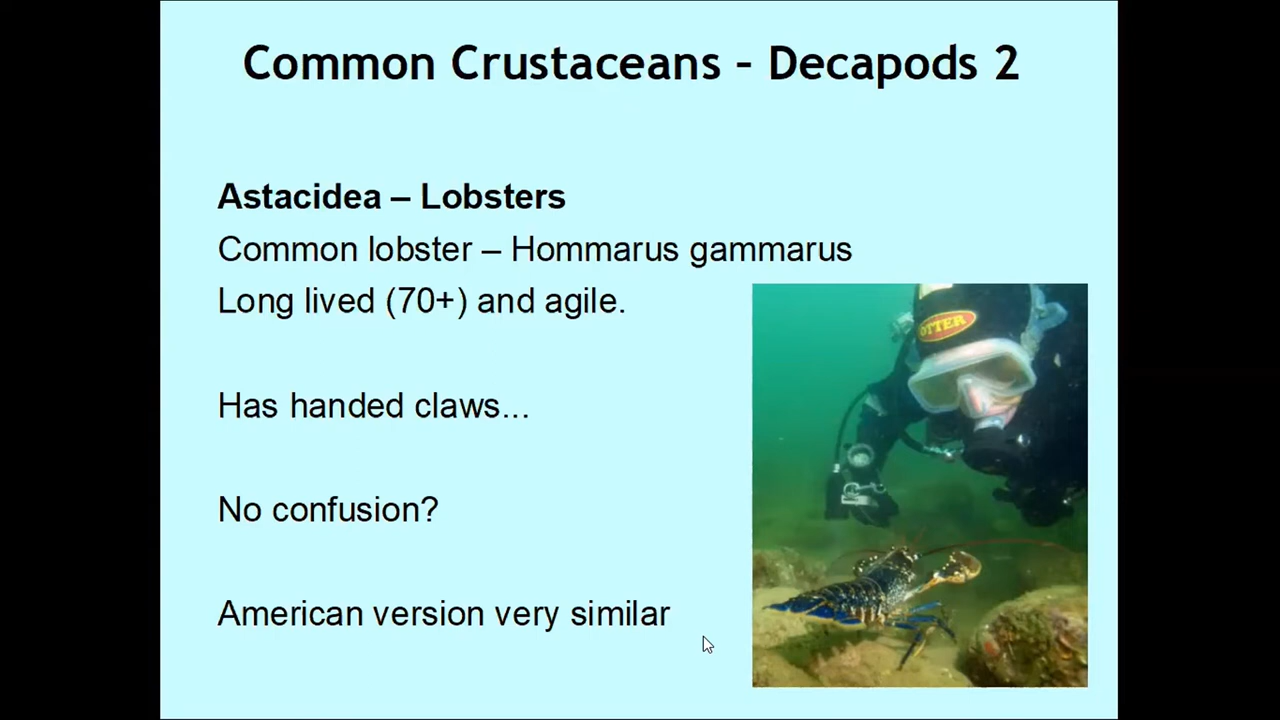 Common Crustaceans – Decapods 2
Astacidea – Lobsters
Common lobster – Hommarus gammarus
Long lived (70+) and agile.
OTTER
Has handed claws...
No confusion?
American version very similar